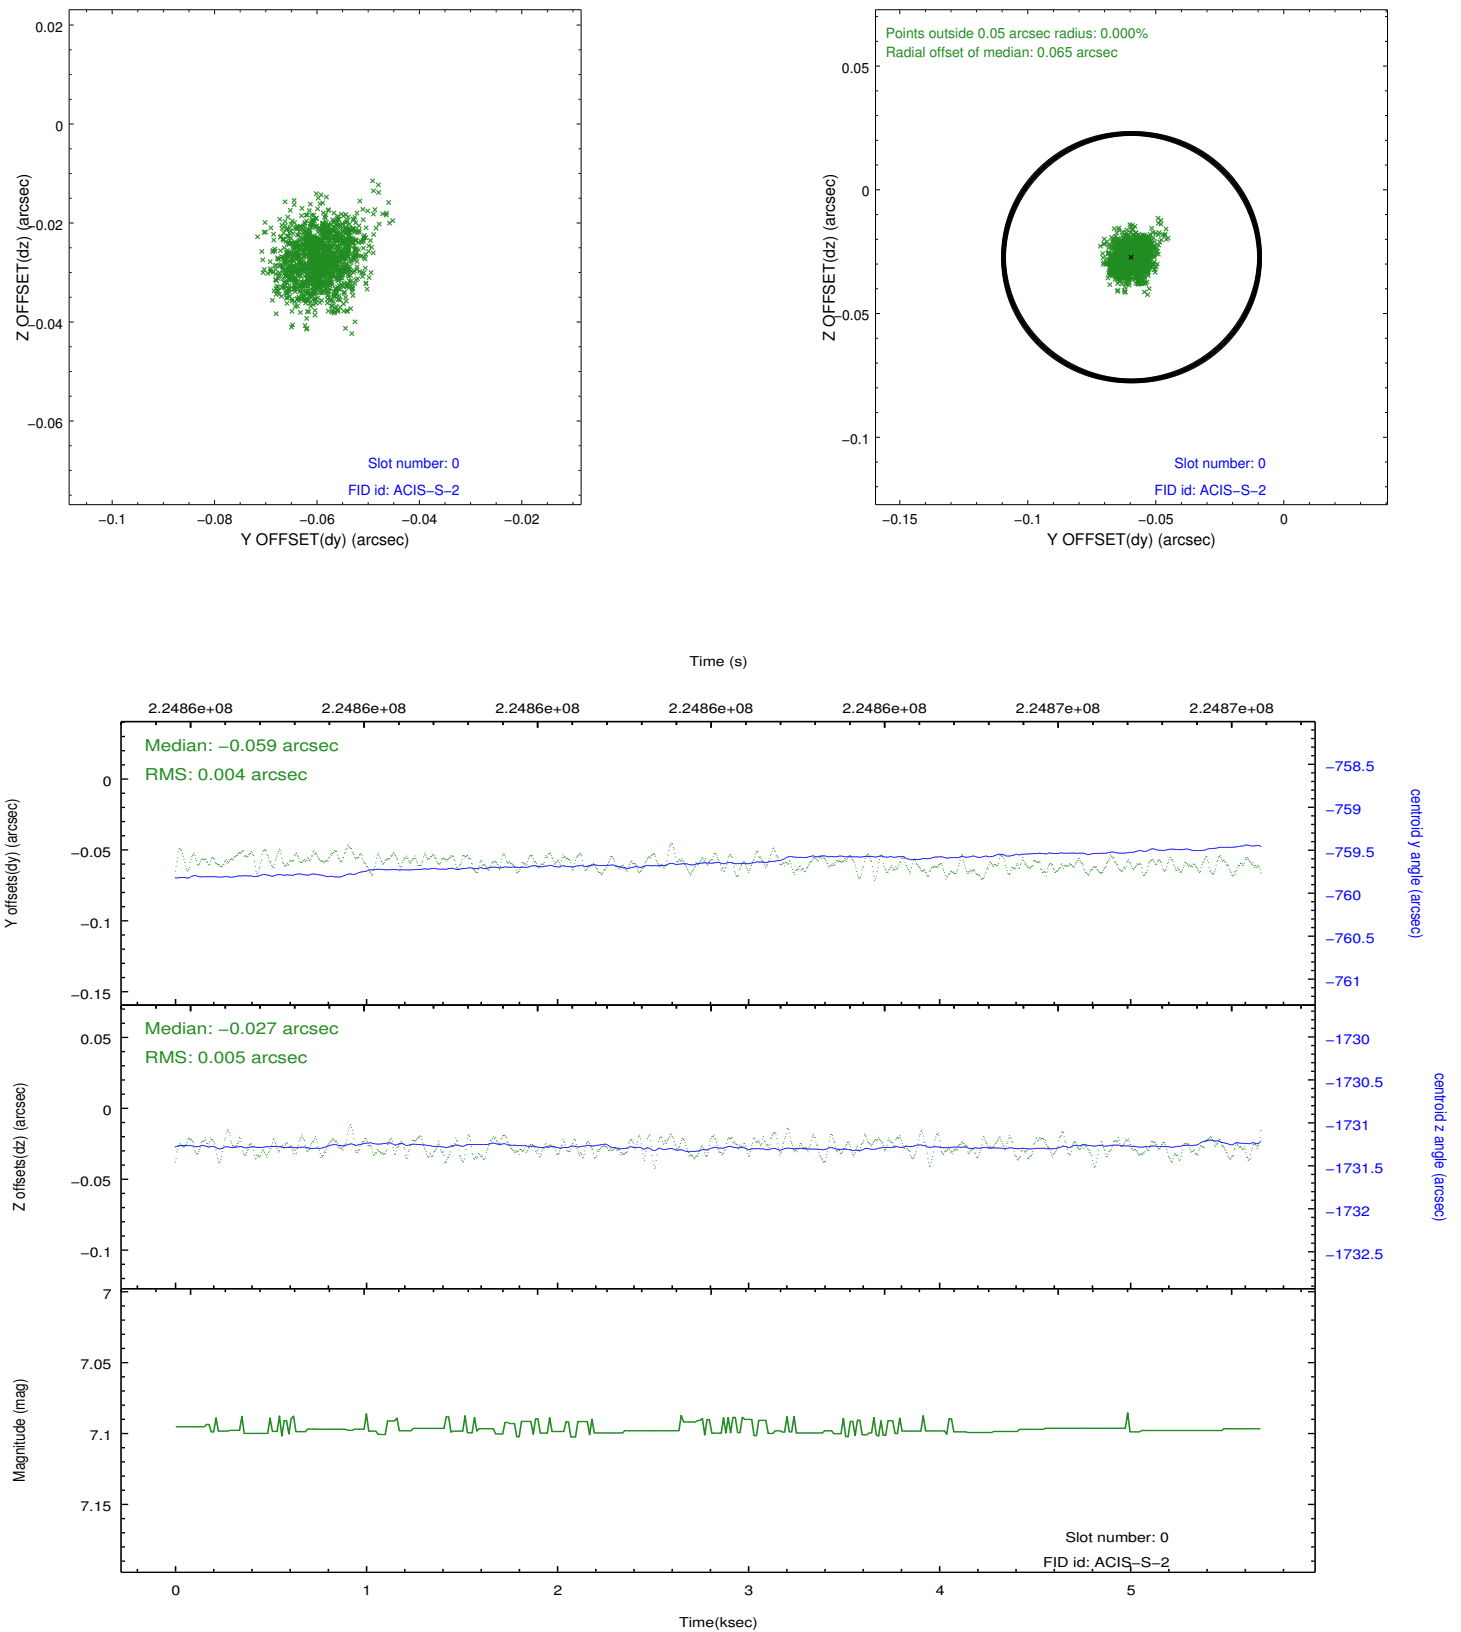 0.02
0
−0.02
−0.04
−0.06
Z OFFSET(dz) (arcsec)
Slot number: 0
FID id: ACIS−S−2
−0.1
−0.08
−0.06
−0.04
−0.02
Y OFFSET(dy) (arcsec)
Points outside 0.05 arcsec radius: 0.000%
Radial offset of median: 0.065 arcsec
0.05
0
−0.05
−0.1
Z OFFSET(dz) (arcsec)
Slot number: 0
FID id: ACIS−S−2
−0.15
−0.1
−0.05
0
Y OFFSET(dy) (arcsec)
Time (s)
2.2486e+08
2.2486e+08
2.2486e+08
2.2486e+08
2.2486e+08
2.2487e+08
2.2487e+08
Median: −0.059 arcsec
RMS: 0.004 arcsec
0
−0.05
−0.1
−0.15
Y offsets(dy) (arcsec)
−758.5
−759
−759.5
−760
−760.5
−761
centroid y angle (arcsec)
Median: −0.027 arcsec
RMS: 0.005 arcsec
0.05
0
−0.05
−0.1
Z offsets(dz) (arcsec)
−1730
−1730.5
−1731
−1731.5
−1732
−1732.5
centroid z angle (arcsec)
7
7.05
7.1
7.15
Magnitude (mag)
Slot number: 0
FID id: ACIS−S−2
0
1
2
3
4
5
Time(ksec)